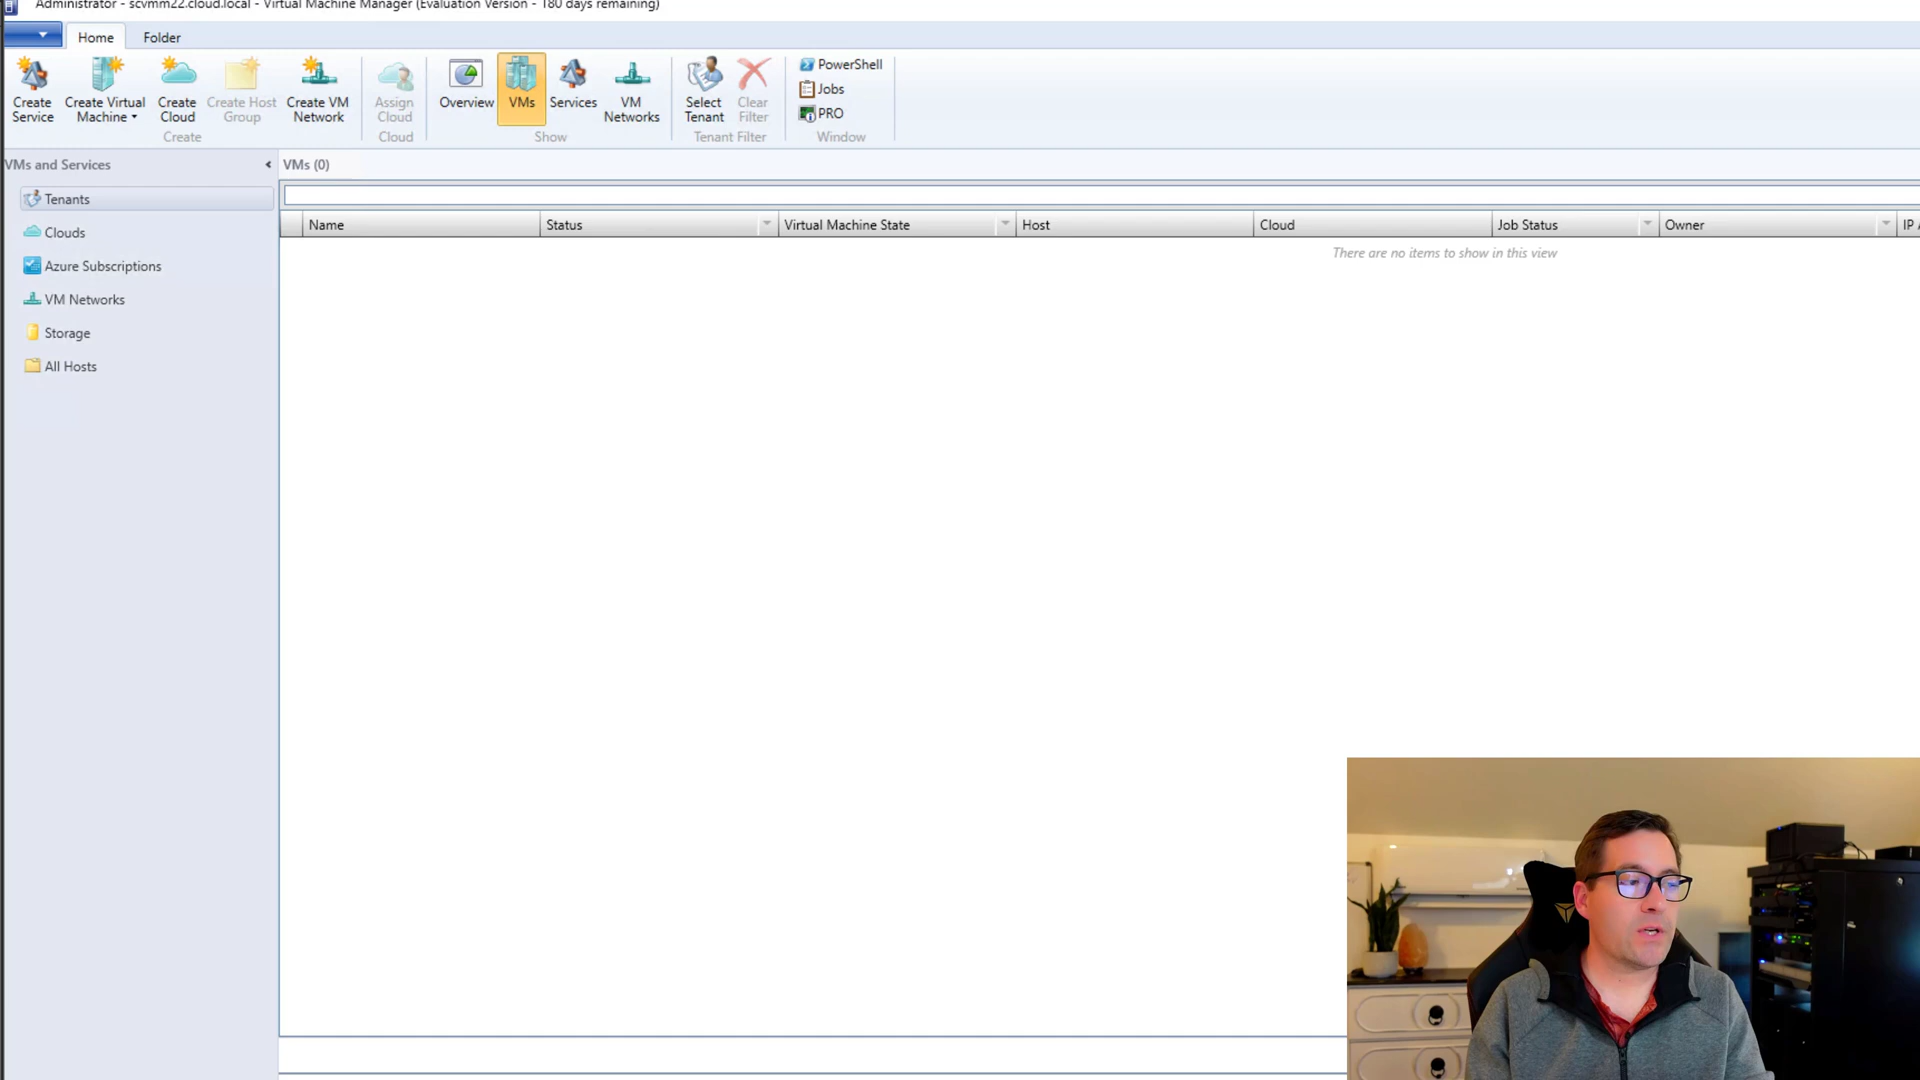 Administrator - scvmm22.cloud.local - Virtual Machine Manager (Evaluation Version - 180 days remaining)
Home
Folder
Create Service
Create Virtual Machine
Create Cloud
Create Host Group
Create VM Network
Create
Assign Cloud
Cloud
Overview
VMs
Services
VM Networks
Show
Select Tenant
Clear Filter
Tenant Filter
PowerShell
Jobs
PRO
Window
VMs and Services
VMs (0)
Tenants
Clouds
Azure Subscriptions
VM Networks
Storage
All Hosts
Name
Status
Virtual Machine State
Host
Cloud
Job Status
Owner
IP
There are no items to show in this view